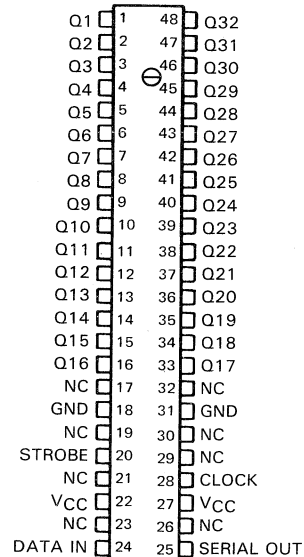 Q1 1 48 Q32
Q2 2 47 Q31
Q3 3 46 Q30
Q4 4 45 Q29
Q5 5 44 Q28
Q6 6 43 Q27
Q7 7 42 Q26
Q8 8 41 Q25
Q9 9 40 Q24
Q10 10 39 Q23
Q11 11 38 Q22
Q12 12 37 Q21
Q13 13 36 Q20
Q14 14 35 Q19
Q15 15 34 Q18
Q16 16 33 Q17
NC 17 32 NC
GND 18 31 GND
NC 19 30 NC
STROBE 20 29 NC
NC 21 28 CLOCK
VCC 22 27 VCC
NC 23 26 NC
DATA IN 24 25 SERIAL OUT